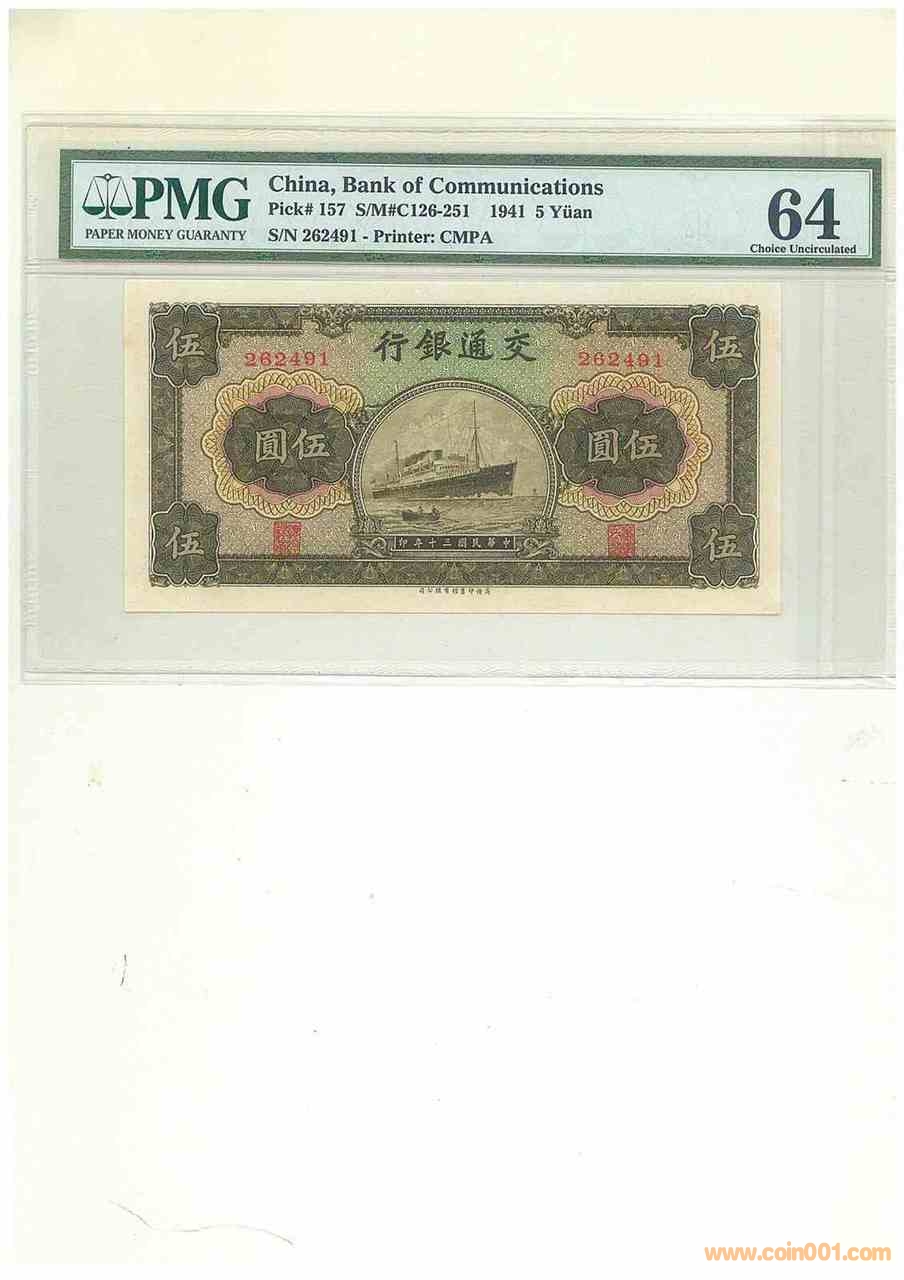 PMG
PAPER MONEY GUARANTY
China, Bank of Communications
Pick# 157 S/M#C126-251 1941 5 Yüan
S/N 262491 - Printer: CMPA
64
Choice Uncirculated
伍 行銀通交 伍
262491 262491
圓伍 圓伍
印年十三國民華中
伍 伍
www.coin001.com